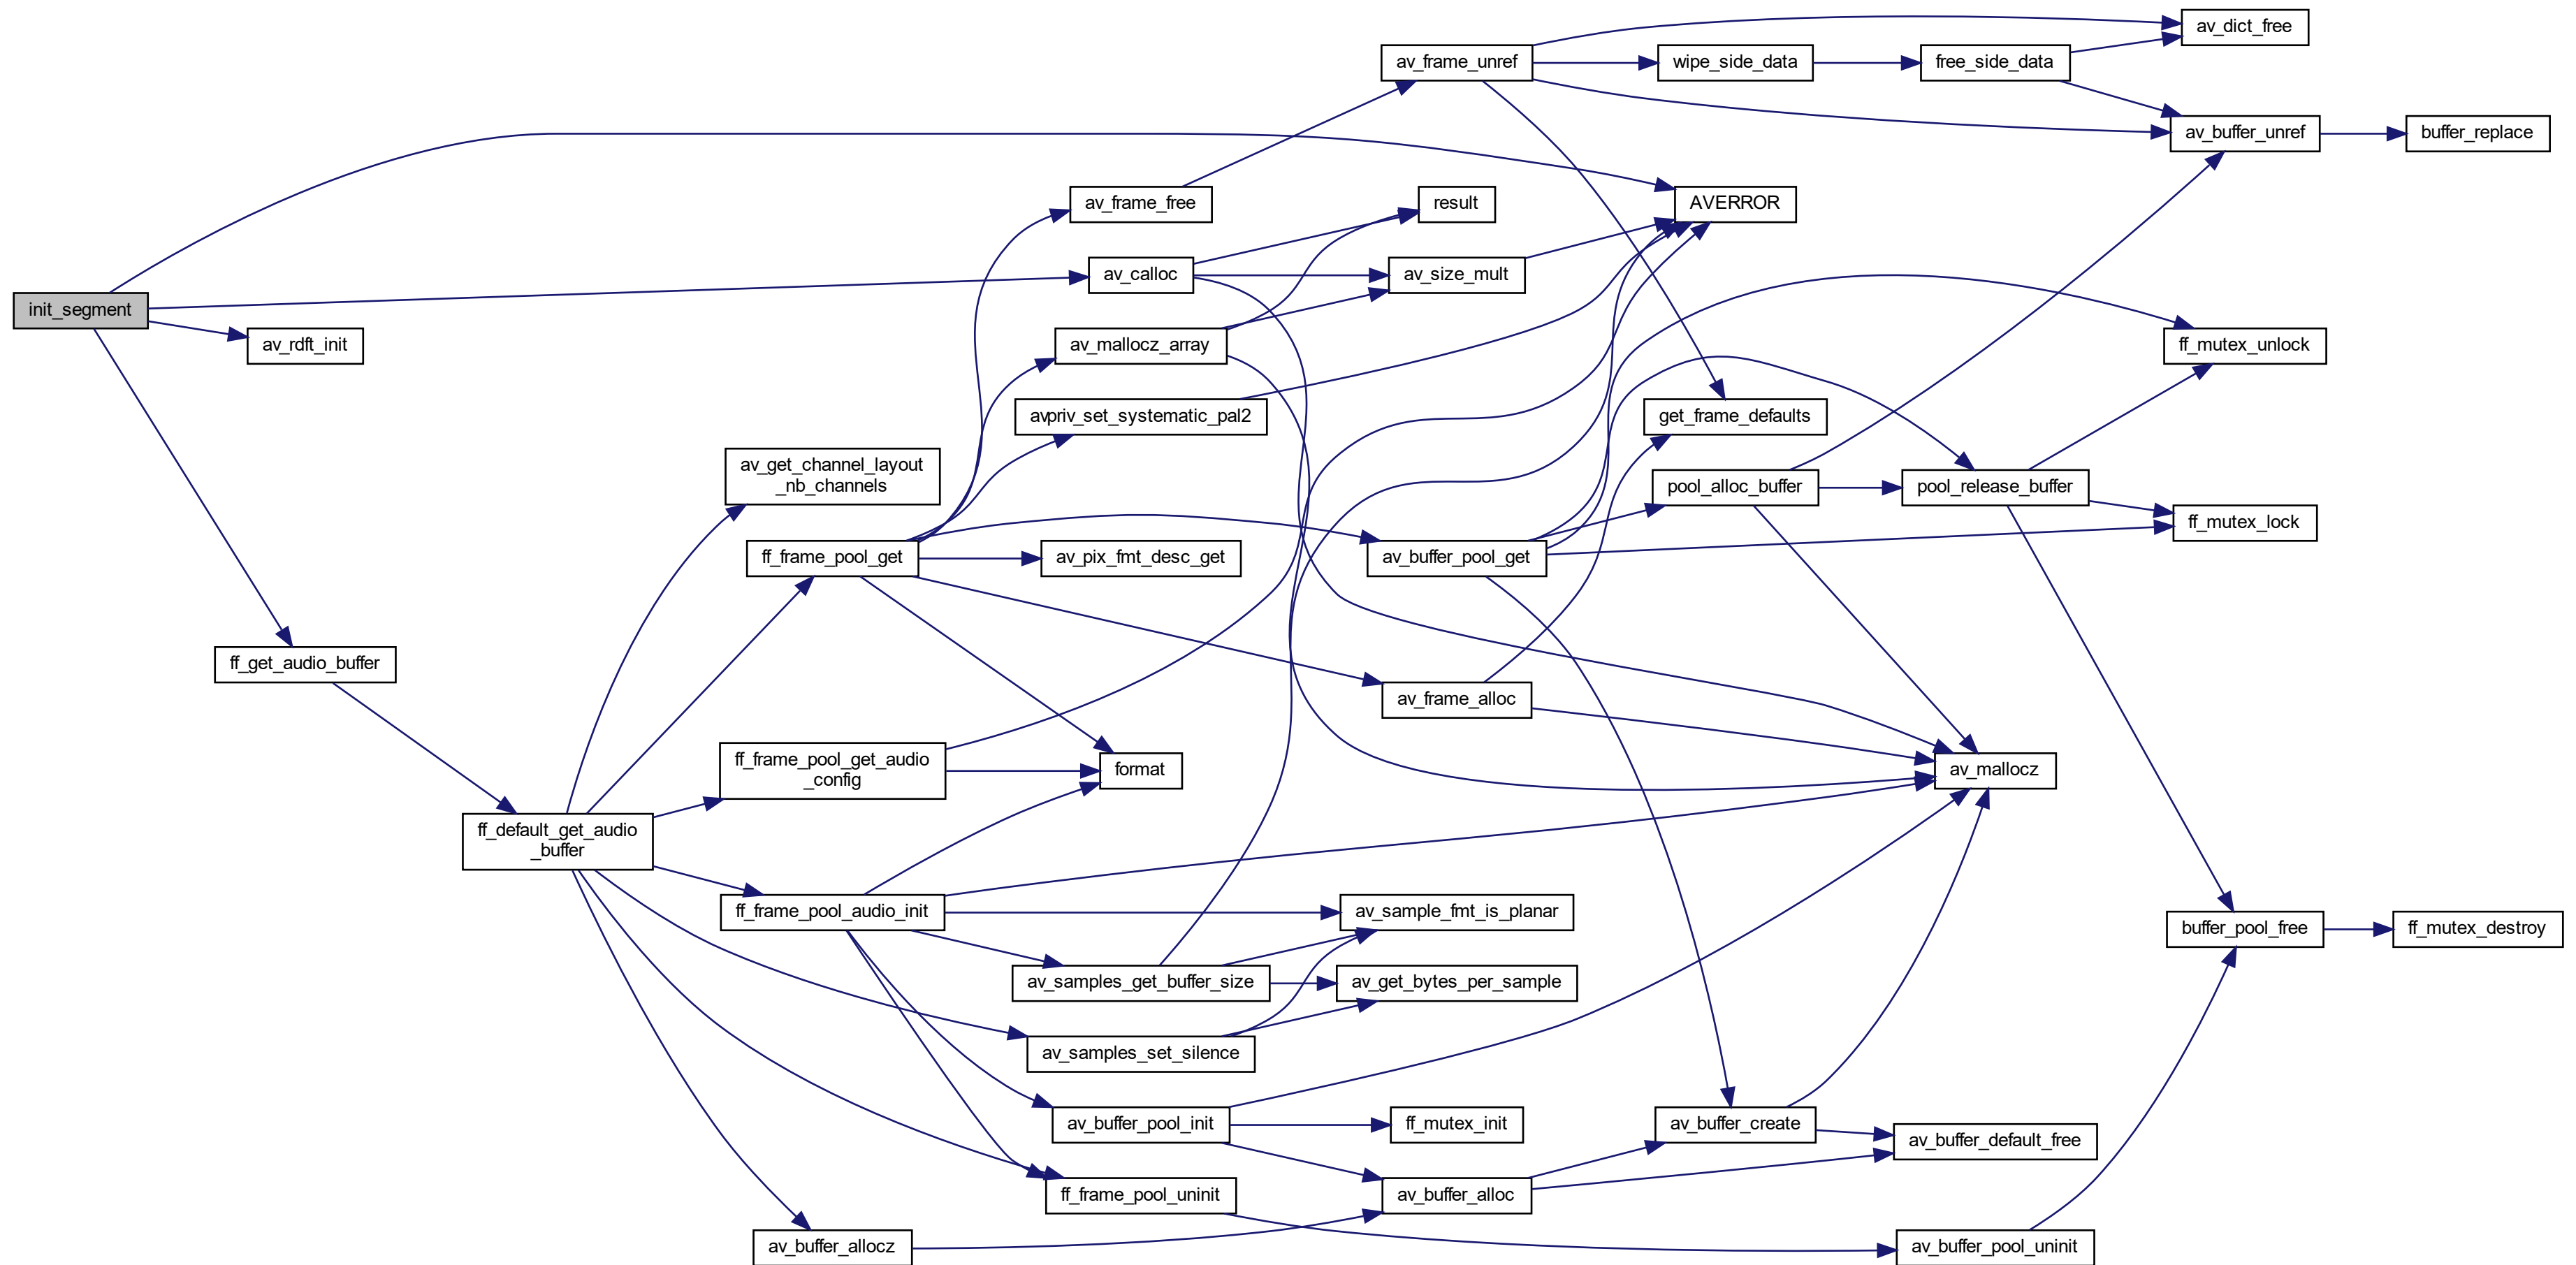 init_segment
av_rdft_init
ff_get_audio_buffer
ff_default_get_audio
_buffer
av_get_channel_layout
_nb_channels
ff_frame_pool_get
ff_frame_pool_get_audio
_config
ff_frame_pool_audio_init
av_buffer_allocz
av_frame_free
av_calloc
av_mallocz_array
avpriv_set_systematic_pal2
av_pix_fmt_desc_get
format
av_samples_get_buffer_size
av_samples_set_silence
av_buffer_pool_init
ff_frame_pool_uninit
av_frame_unref
result
av_size_mult
av_buffer_pool_get
av_frame_alloc
av_sample_fmt_is_planar
av_get_bytes_per_sample
ff_mutex_init
av_buffer_alloc
wipe_side_data
AVERROR
get_frame_defaults
pool_alloc_buffer
av_buffer_create
free_side_data
pool_release_buffer
av_mallocz
av_buffer_default_free
av_buffer_pool_uninit
av_dict_free
av_buffer_unref
ff_mutex_unlock
ff_mutex_lock
buffer_pool_free
buffer_replace
ff_mutex_destroy